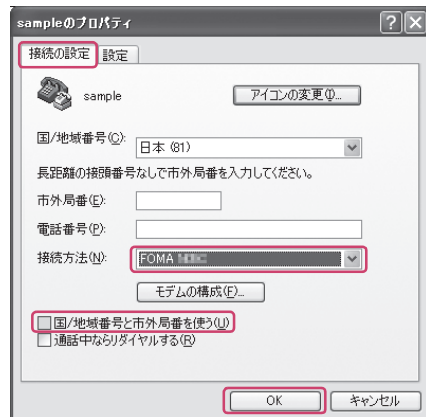 sampleのプロパティ
接続の設定 設定
sample
アイコンの変更(I)...
国/地域番号(C):
日本 (81)
長距離の接頭番号なしで市外局番を入力してください。
市外局番(E):
電話番号(P):
接続方法(N): FOMA
モデムの構成(F)...
国/地域番号と市外局番を使う(U)
通話中ならリダイヤルする(R)
OK キャンセル